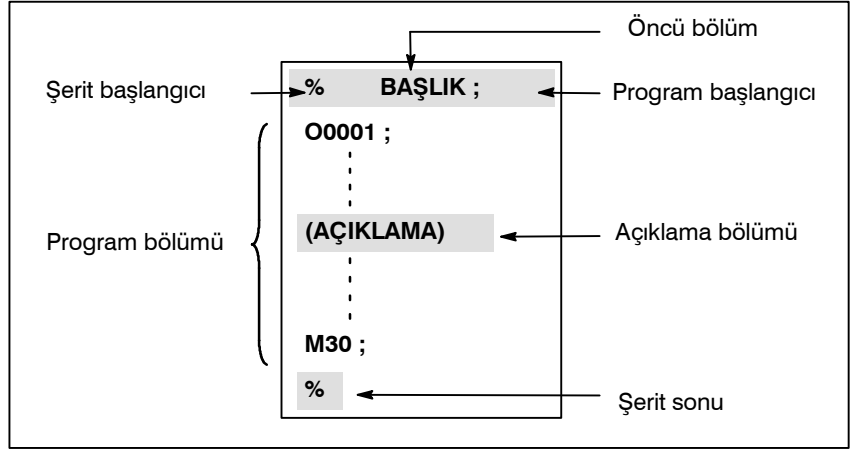 Öncü bölüm
Şerit başlangıcı % BAŞLIK ; Program başlangıcı
O0001 ;
Program bölümü (AÇIKLAMA) Açıklama bölümü
M30 ;
% Şerit sonu